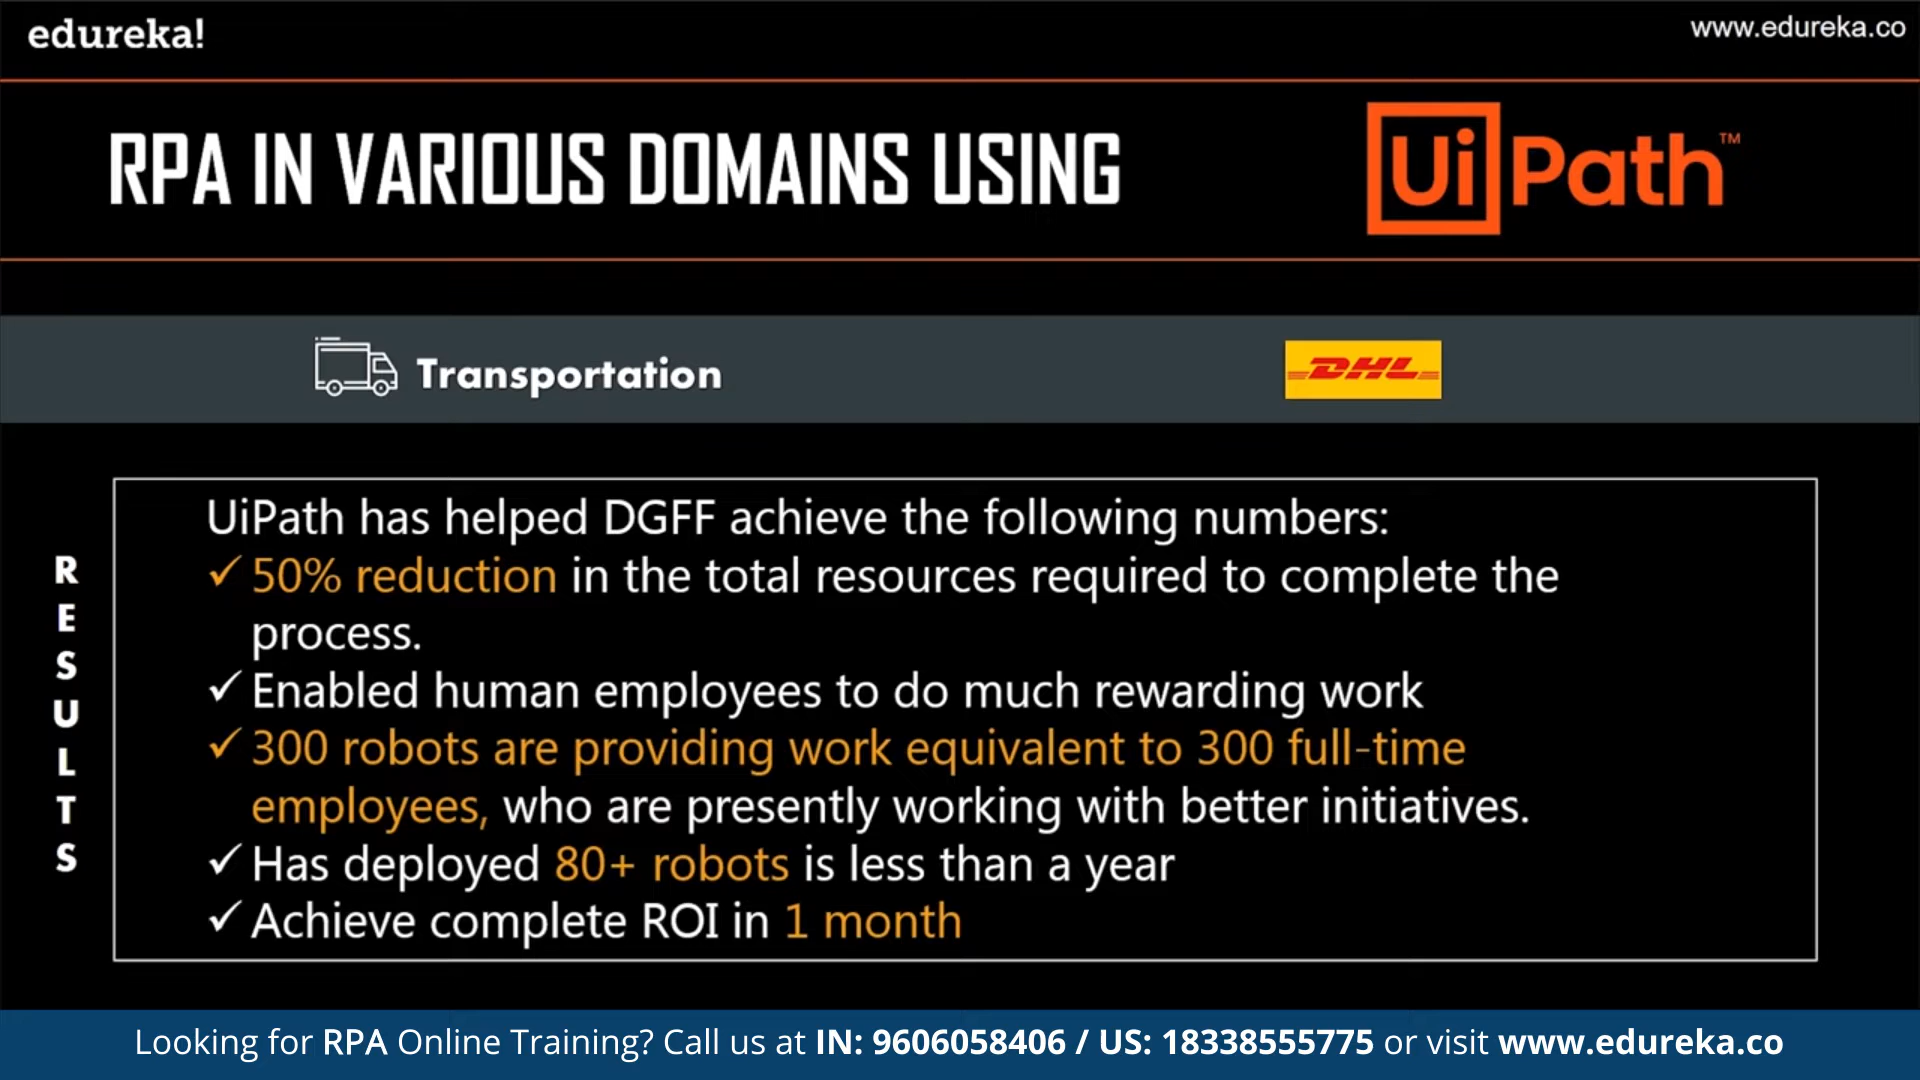 edureka!
www.edureka.co
RPA IN VARIOUS DOMAINS USING
UiPath™
Transportation
DHL
RESULTS
UiPath has helped DGFF achieve the following numbers:
✓ 50% reduction in the total resources required to complete the
process.
✓ Enabled human employees to do much rewarding work
✓ 300 robots are providing work equivalent to 300 full-time
employees, who are presently working with better initiatives.
✓ Has deployed 80+ robots is less than a year
✓ Achieve complete ROI in 1 month
Looking for RPA Online Training? Call us at IN: 9606058406 / US: 18338555775 or visit www.edureka.co